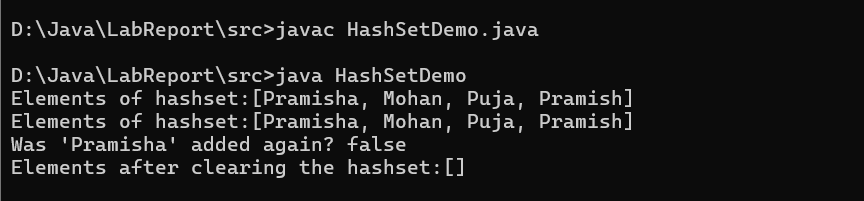 D:\Java\LabReport\src>javac HashSetDemo.java
D:\Java\LabReport\src>java HashSetDemo
Elements of hashset:[Pramisha, Mohan, Puja, Pramish]
Elements of hashset:[Pramisha, Mohan, Puja, Pramish]
Was 'Pramisha' added again? false
Elements after clearing the hashset:[]